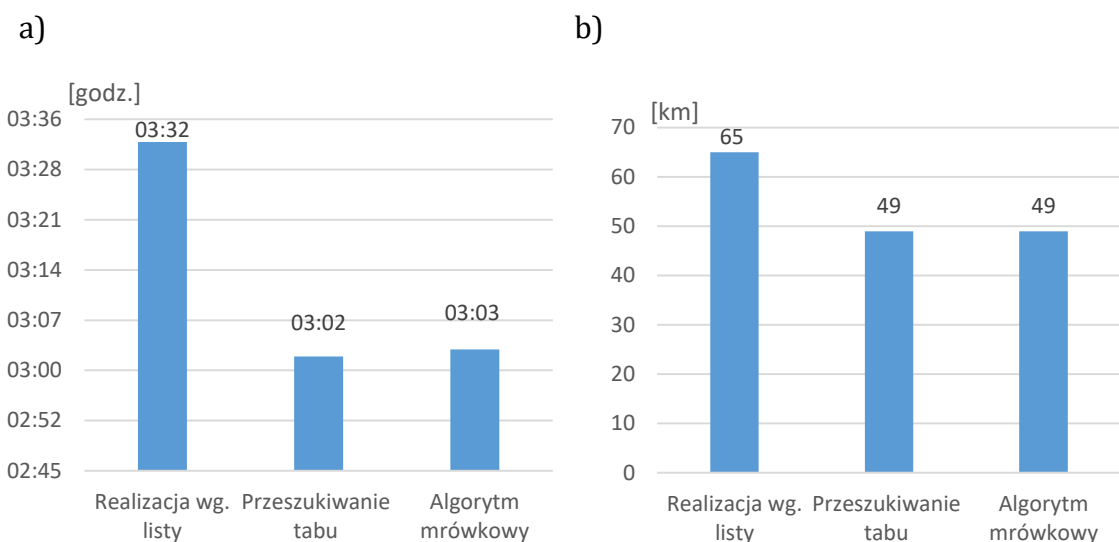 a)
[godz.]
03:36
03:28
03:21
03:14
03:07
03:00
02:52
02:45
03:32
03:02
03:03
Realizacja wg.
listy
Przeszukiwanie
tabu
Algorytm
mrówkowy
b)
[km]
70
60
50
40
30
20
10
0
65
49
49
Realizacja wg.
listy
Przeszukiwanie
tabu
Algorytm
mrówkowy